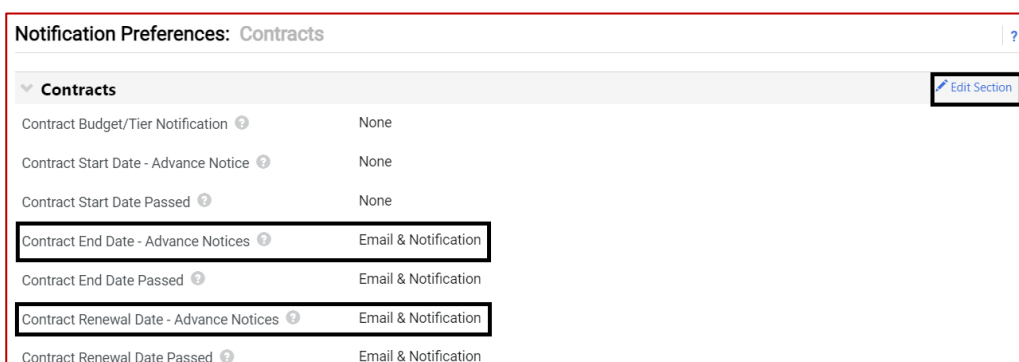 Notification Preferences: Contracts ?
Contracts Edit Section
Contract Budget/Tier Notification ? None
Contract Start Date - Advance Notice ? None
Contract Start Date Passed ? None
Contract End Date - Advance Notices ? Email & Notification
Contract End Date Passed ? Email & Notification
Contract Renewal Date - Advance Notices ? Email & Notification
Contract Renewal Date Passed ? Email & Notification